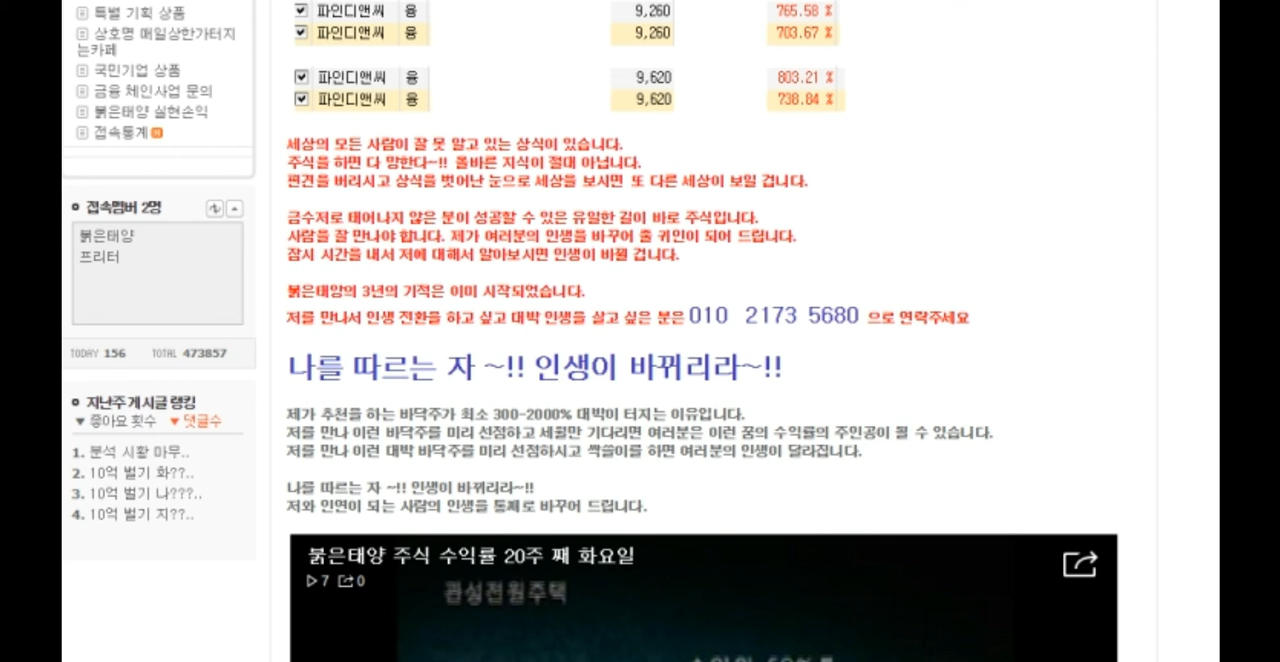 특별 기획 상품
상호명 매일상한가터지
는카페
국민기업 상품
금융 체인사업 문의
붉은태양 실현손익
접속통계
접속멤버 2명
붉은태양
프리터
TODAY 156 TOTAL 473857
지난주 게시글 랭킹
▼좋아요 횟수 ▼댓글수
1. 분석 시황 마무..
2. 10억 벌기 화??..
3. 10억 벌기 나???..
4. 10억 벌기 지??..
파인디앤씨 융 9,260 765.58 %
파인디앤씨 융 9,260 703.67 %
파인디앤씨 융 9,620 803.21 %
파인디앤씨 융 9,620 738.84 %
세상의 모든 사람이 잘 못 알고 있는 상식이 있습니다.
주식을 하면 다 망한다~!! 올바른 지식이 절대 아닙니다.
편견을 버리시고 상식을 벗어난 눈으로 세상을 보시면 또 다른 세상이 보일 겁니다.
금수저로 태어나지 않은 분이 성공할 수 있은 유일한 길이 바로 주식입니다.
사람을 잘 만나야 합니다. 제가 여러분의 인생을 바꾸어 줄 귀인이 되어 드립니다.
잠시 시간을 내서 저에 대해서 알아보시면 인생이 바뀔 겁니다.
붉은태양의 3년의 기적은 이미 시작되었습니다.
저를 만나서 인생 전환을 하고 싶고 대박 인생을 살고 싶은 분은 010 2173 5680 으로 연락주세요
나를 따르는 자 ~!! 인생이 바뀌리라~!!
제가 추천을 하는 바닥주가 최소 300-2000% 대박이 터지는 이유입니다.
저를 만나 이런 바닥주를 미리 선점하고 세월만 기다리면 여러분은 이런 꿈의 수익률의 주인공이 될 수 있습니다.
저를 만나 이런 대박 바닥주를 미리 선점하시고 싹쓸이를 하면 여러분의 인생이 달라집니다.
나를 따르는 자 ~!! 인생이 바뀌리라~!!
저와 인연이 되는 사람의 인생을 통째로 바꾸어 드립니다.
붉은태양 주식 수익률 20주 째 화요일
7 0
횡성전원주택